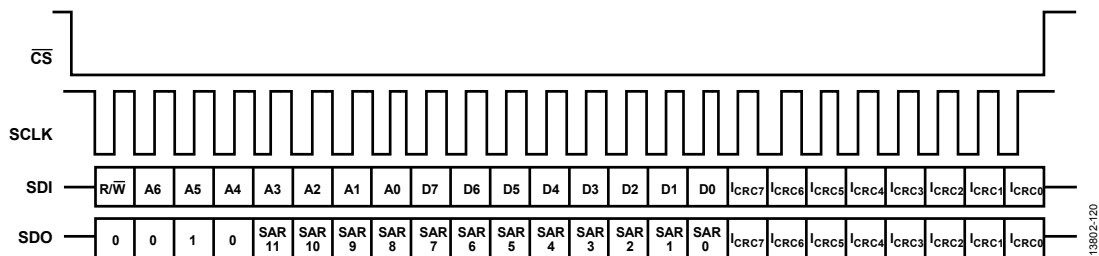 CS
SCLK
SDI R/W A6 A5 A4 A3 A2 A1 A0 D7 D6 D5 D4 D3 D2 D1 D0 ICRC7 ICRC6 ICRC5 ICRC4 ICRC3 ICRC2 ICRC1 ICRC0
SDO 0 0 1 0 SAR 11 SAR 10 SAR 9 SAR 8 SAR 7 SAR 6 SAR 5 SAR 4 SAR 3 SAR 2 SAR 1 SAR 0 ICRC7 ICRC6 ICRC5 ICRC4 ICRC3 ICRC2 ICRC1 ICRC0
13802-120